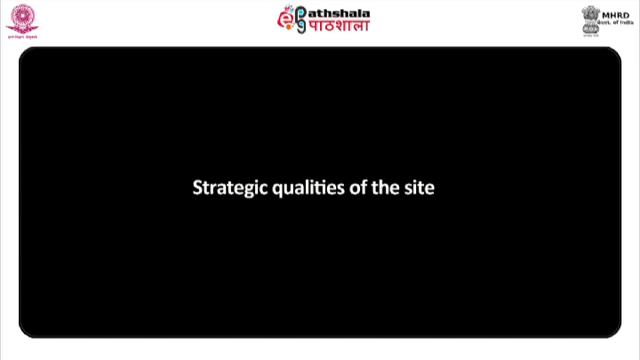 ePathshala
पाठशाला
MHRD
Govt. of India
Strategic qualities of the site